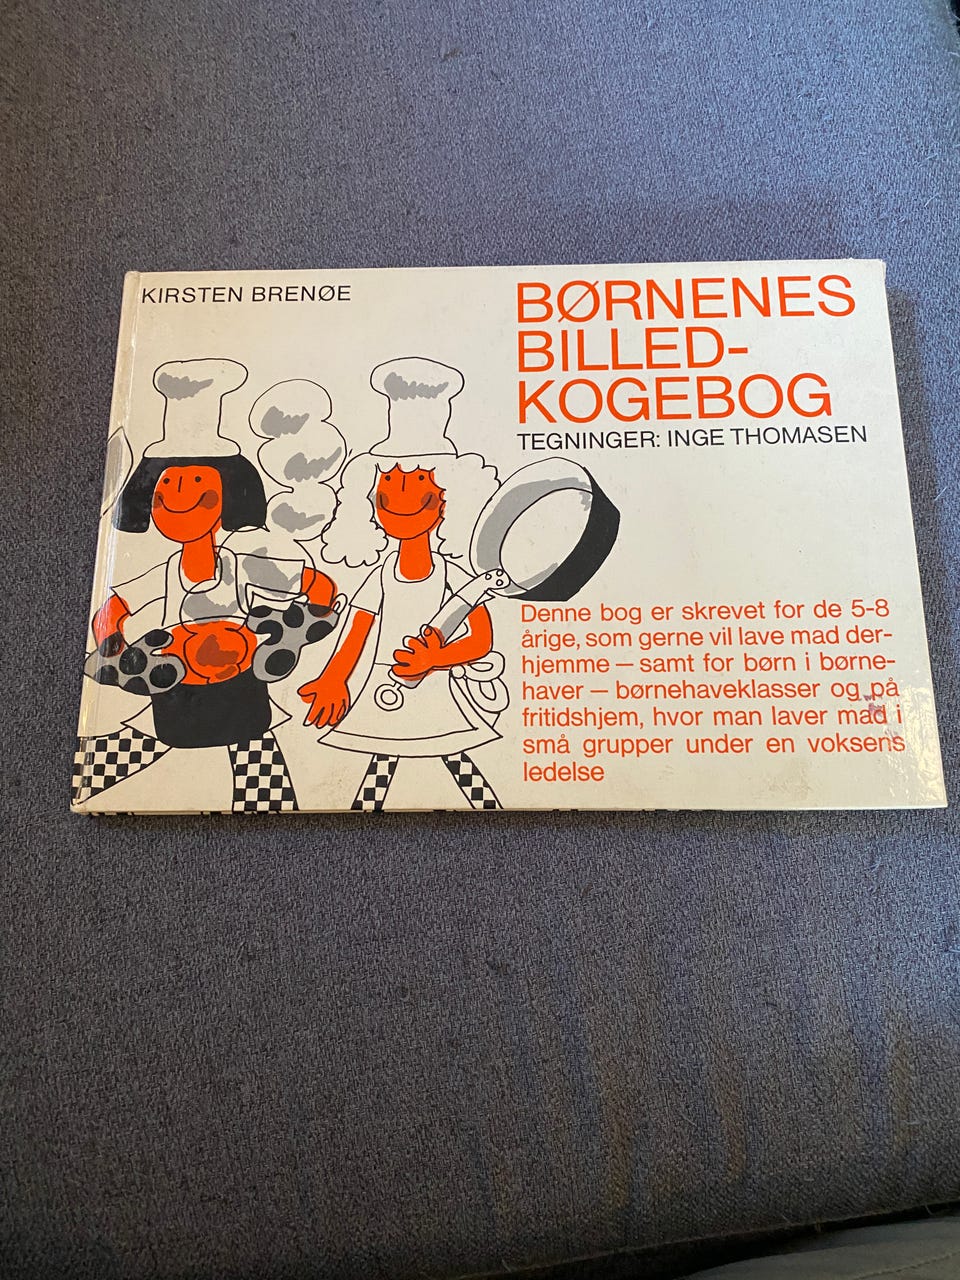 KIRSTEN BRENØE
BØRNENES
BILLED-
KOGEBOG
TEGNINGER: INGE THOMASEN
Denne bog er skrevet for de 5-8
årige, som gerne vil lave mad der-
hjemme – samt for børn i børne-
haver – børnehaveklasser og på
fritidshjem, hvor man laver mad i
små grupper under en voksens
ledelse